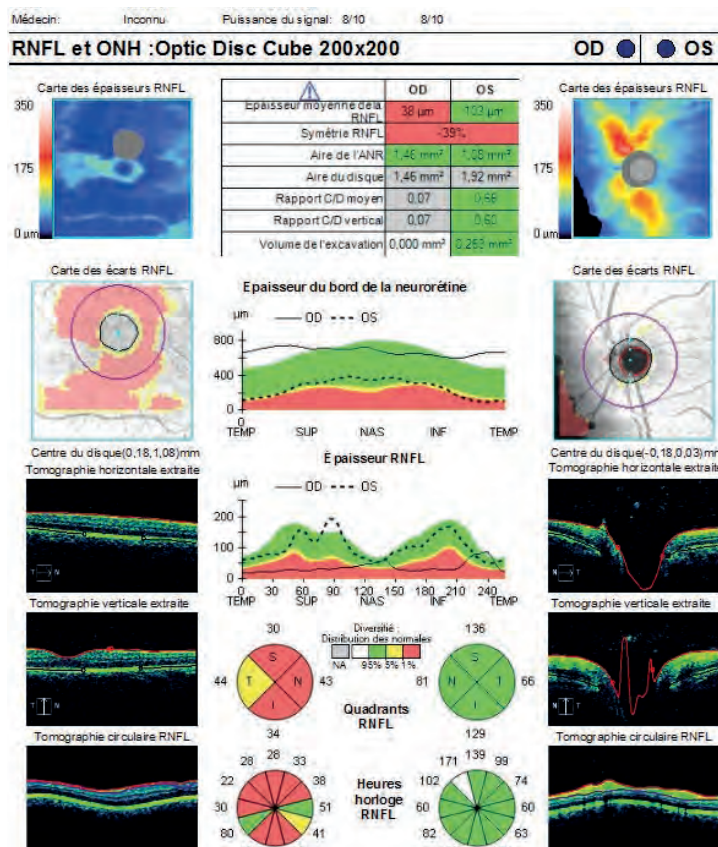 Médecin: Inconnu Puissance du signal: 8/10 8/10
RNFL et ONH :Optic Disc Cube 200x200 OD OS
Carte des épaisseurs RNFL
350
175
0 µm
OD OS
Epaisseur moyenne de la RNFL 38 µm 103 µm
Symétrie RNFL -39%
Aire de l'ANR 1,46 mm²
Aire du disque 1,46 mm² 1,92 mm²
Rapport C/D moyen 0,07
Rapport C/D vertical 0,07
Volume de l'excavation 0,000 mm² 0,253 mm²
Carte des épaisseurs RNFL
350
175
0 µm
Carte des écarts RNFL
Centre du disque(0,18,1,08)mm
Epaisseur du bord de la neurorétine
µm OD OS
800
400
0
TEMP SUP NAS INF TEMP
Carte des écarts RNFL
Centre du disque(-0,18,0,03)mm
Tomographie horizontale extraite
T N
Epaisseur RNFL
µm OD OS
200
100
0
0 30 60 90 120 150 180 210 240
TEMP SUP NAS INF TEMP
Tomographie horizontale extraite
N T
Tomographie verticale extraite
T N
Diversifié :
Distribution des normales
NA 95% 5% 1%
30
44 S T N I 43
34
Quadrants
RNFL
136
81 S N T I 66
129
Tomographie verticale extraite
N T
Tomographie circulaire RNFL
28
28 33
22 38
30 51
80 41
Heures
horloge
RNFL
139
171 99
102 74
60 60
82 63
Tomographie circulaire RNFL